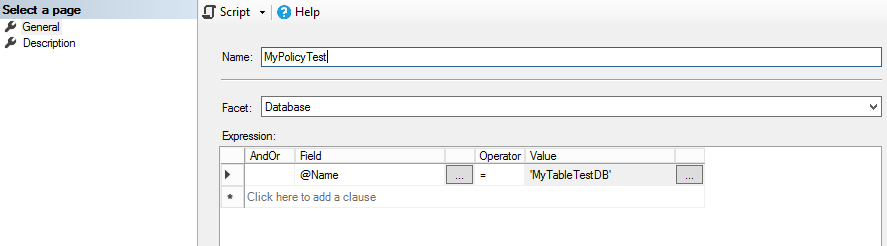 Select a page
General
Description
Script
Help
Name: MyPolicyTest
Facet: Database
Expression:
AndOr Field Operator Value
@Name ... = 'MyTableTestDB' ...
* Click here to add a clause